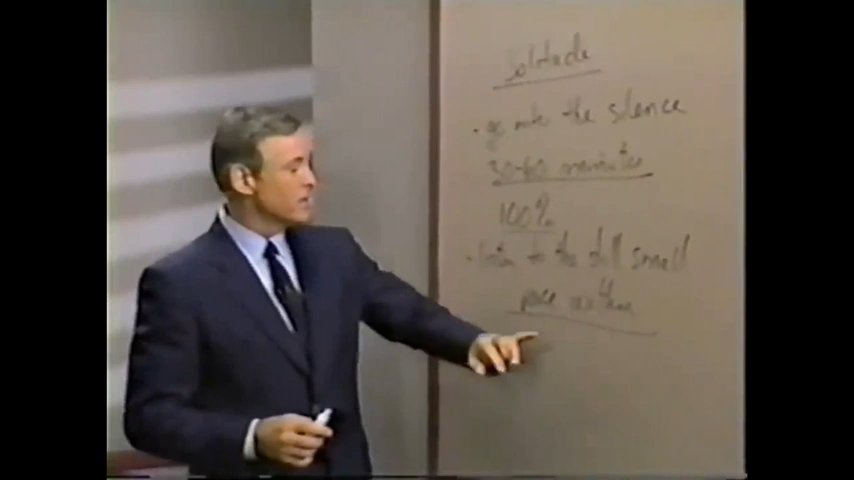 Solitude
• go into the silence
30-60 minutes
100%
• listen to the still small
voice within